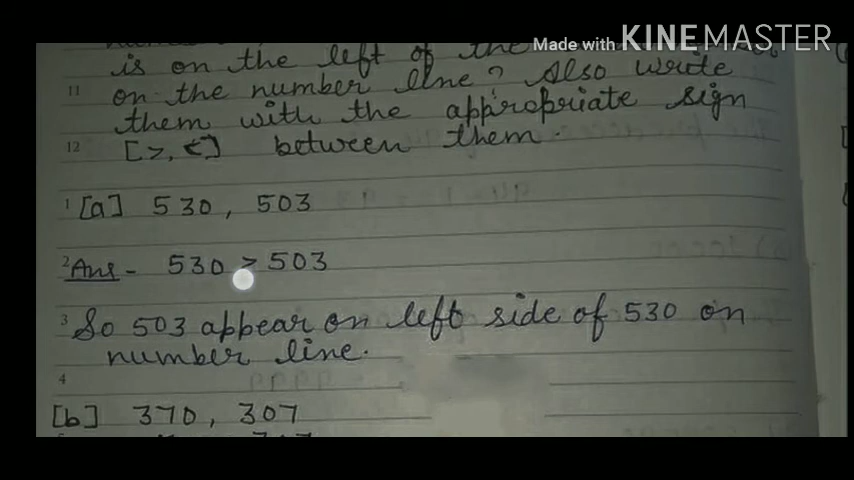 Made with KINEMASTER
is on the left of the
11 on the number line? Also write
them with the appropriate sign
12 [>, <] between them.
1 [a] 530, 503
2 Ans - 530 > 503
3 So 503 appear on left side of 530 on
number line.
4
[b] 370, 307